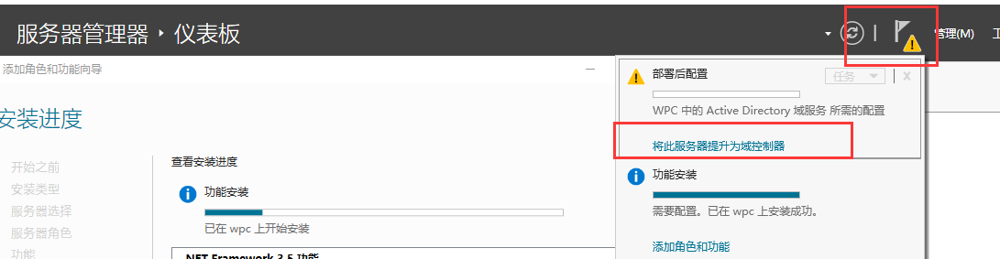 服务器管理器 ‣ 仪表板
管理(M)
添加角色和功能向导
安装进度
开始之前
安装类型
服务器选择
服务器角色
功能
查看安装进度
功能安装
已在 wpc 上开始安装
.NET Framework 3.5 功能
部署后配置
任务
X
WPC 中的 Active Directory 域服务 所需的配置
将此服务器提升为域控制器
功能安装
需要配置。已在 wpc 上安装成功。
添加角色和功能